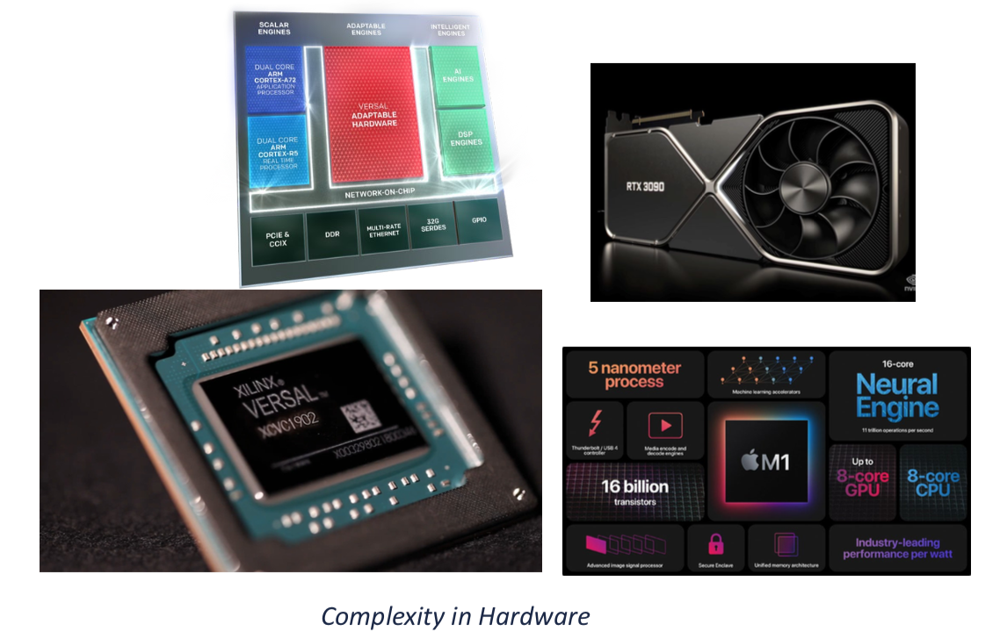 SCALAR
ENGINES
ADAPTABLE
ENGINES
INTELLIGENT
ENGINES
DUAL CORE
ARM
CORTEX-A72
APPLICATION
PROCESSOR
DUAL CORE
ARM
CORTEX-R5
REAL TIME
PROCESSOR
VERSAL
ADAPTABLE
HARDWARE
AI
ENGINES
DSP
ENGINES
NETWORK-ON-CHIP
PCIE &
CCIX
DDR
MULTI-RATE
ETHERNET
32G
SERDES
GPIO
RTX 3090
XILINX®
VERSAL™
XCVC1902
5 nanometer
process
Machine learning accelerators
16-core
Neural
Engine
11 trillion operations per second
Thunderbolt / USB 4
controller
Media encode and
decode engines
M1
16 billion
transistors
Up to
8-core
GPU
8-core
CPU
Advanced image signal processor
Secure Enclave
Unified memory architecture
Industry-leading
performance per watt
Complexity in Hardware